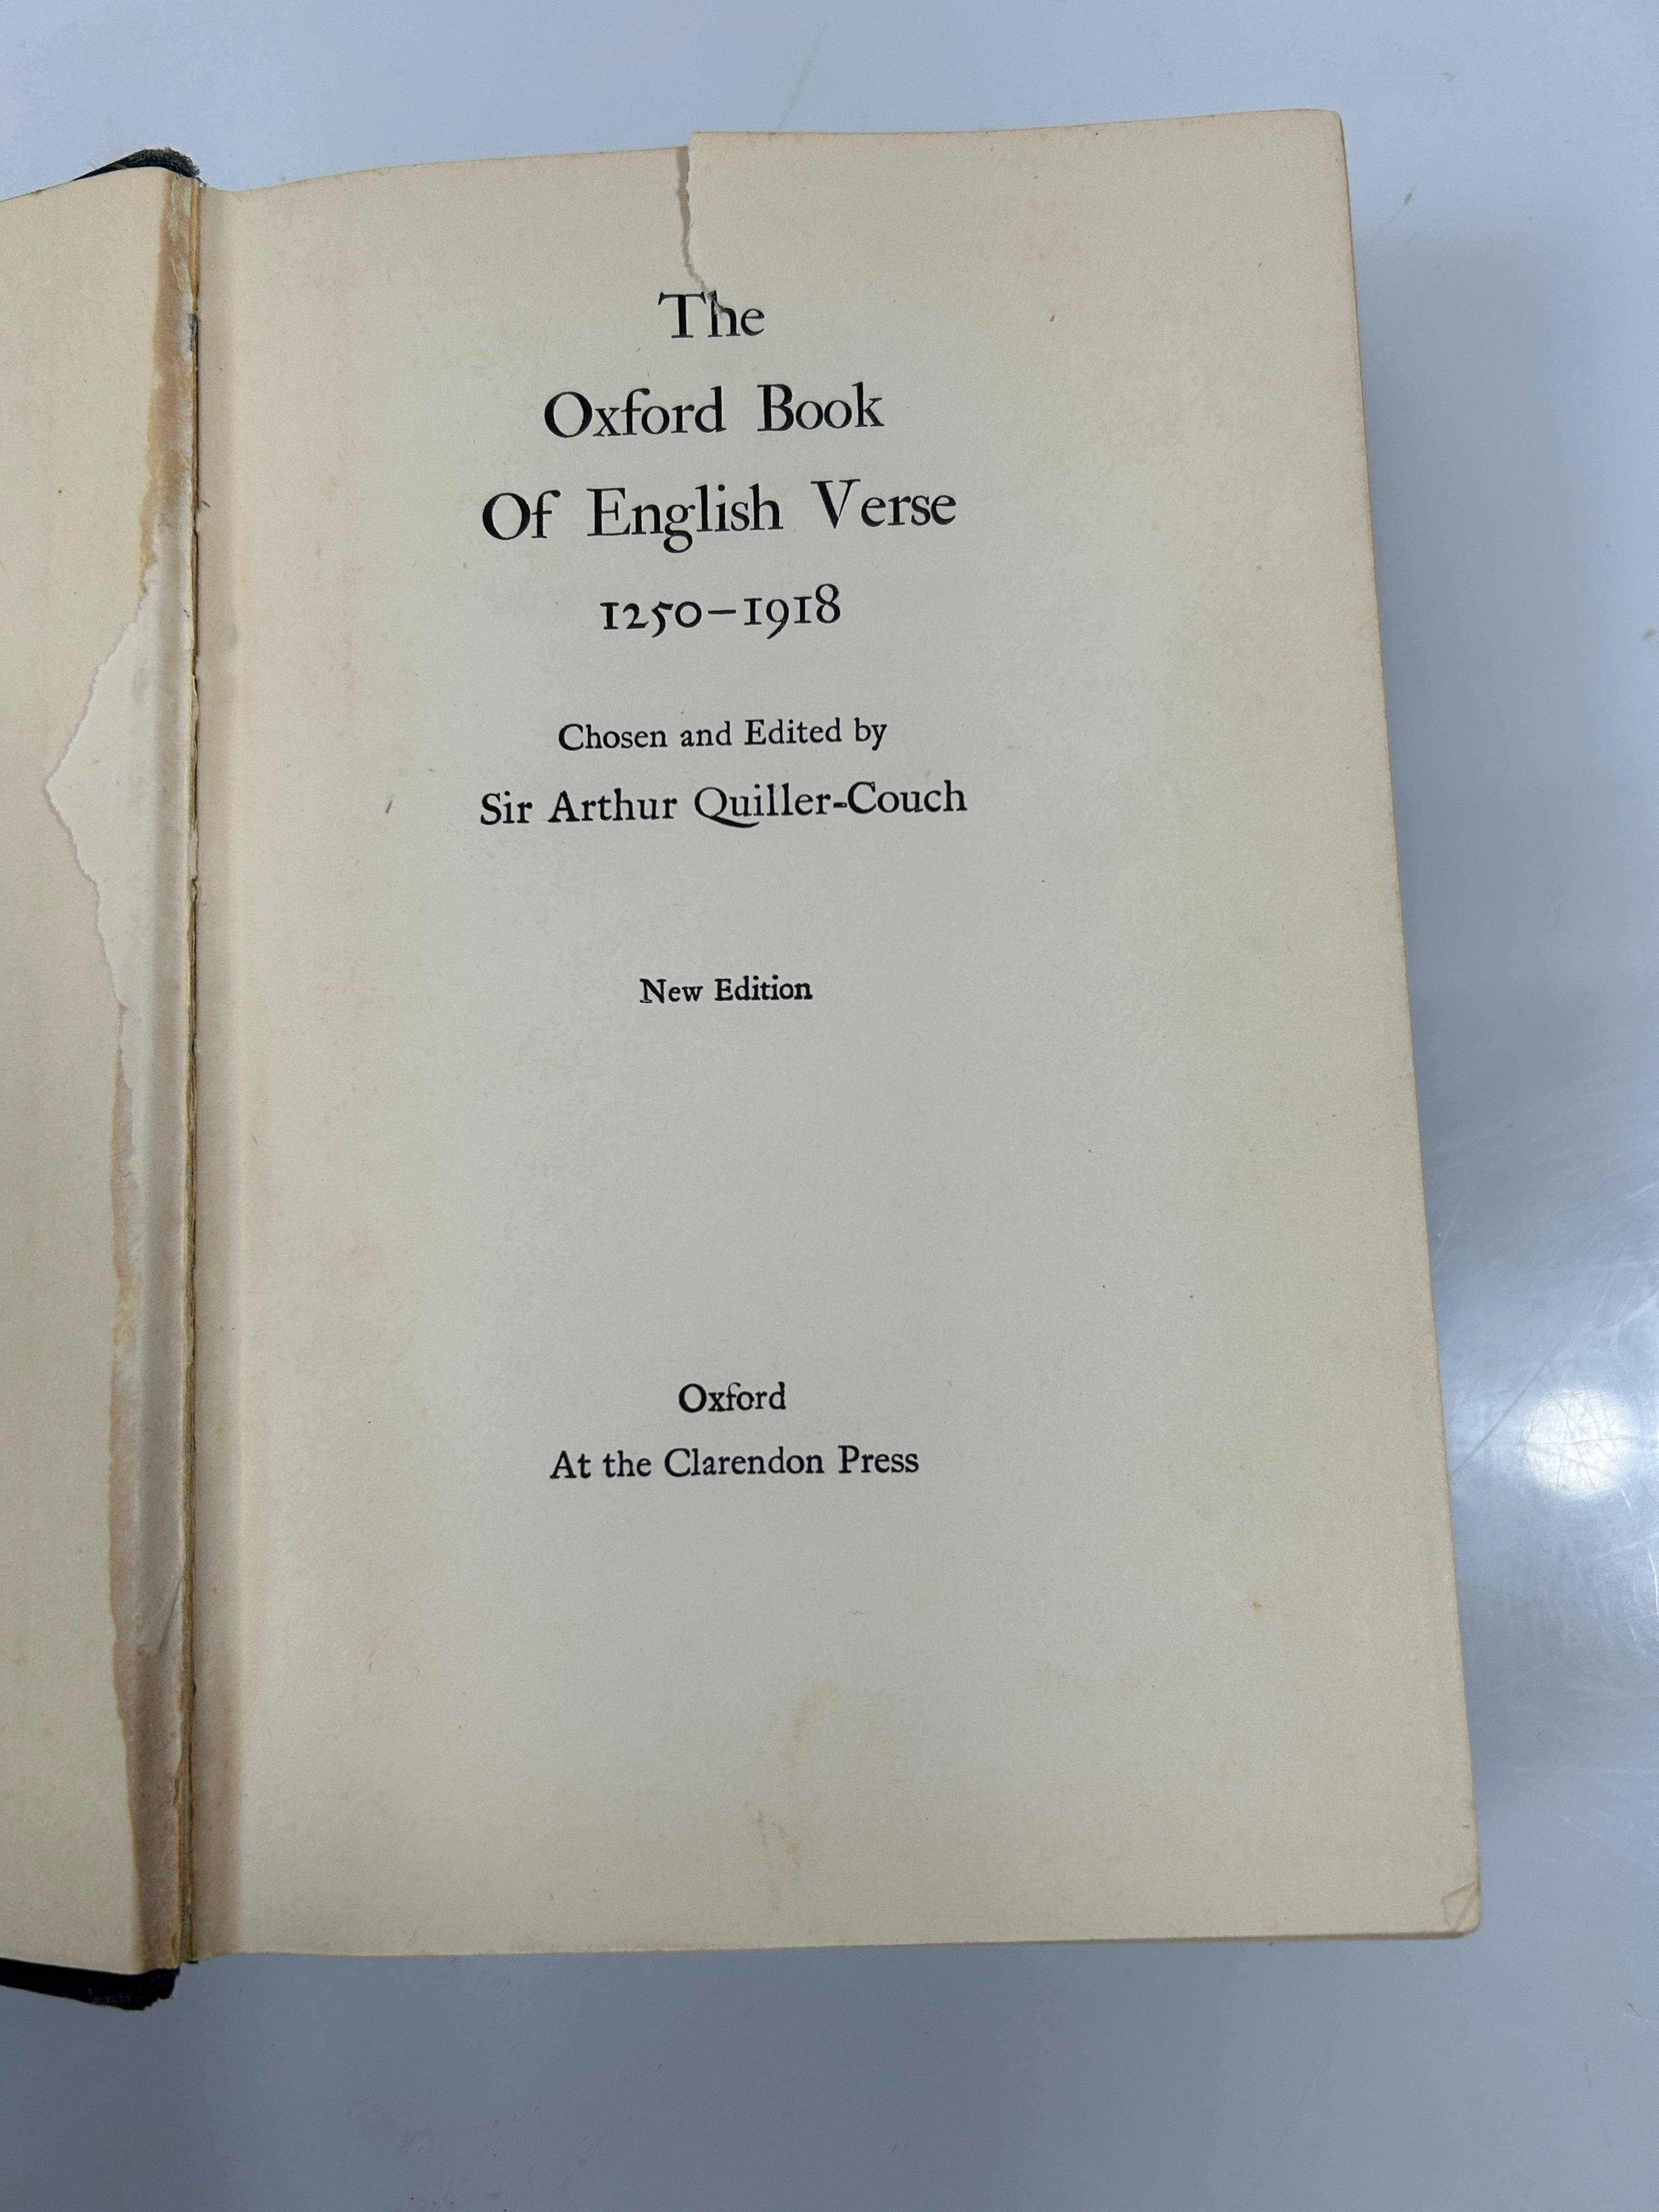 The
Oxford Book
Of English Verse
1250–1918
Chosen and Edited by
Sir Arthur Quiller-Couch
New Edition
Oxford
At the Clarendon Press